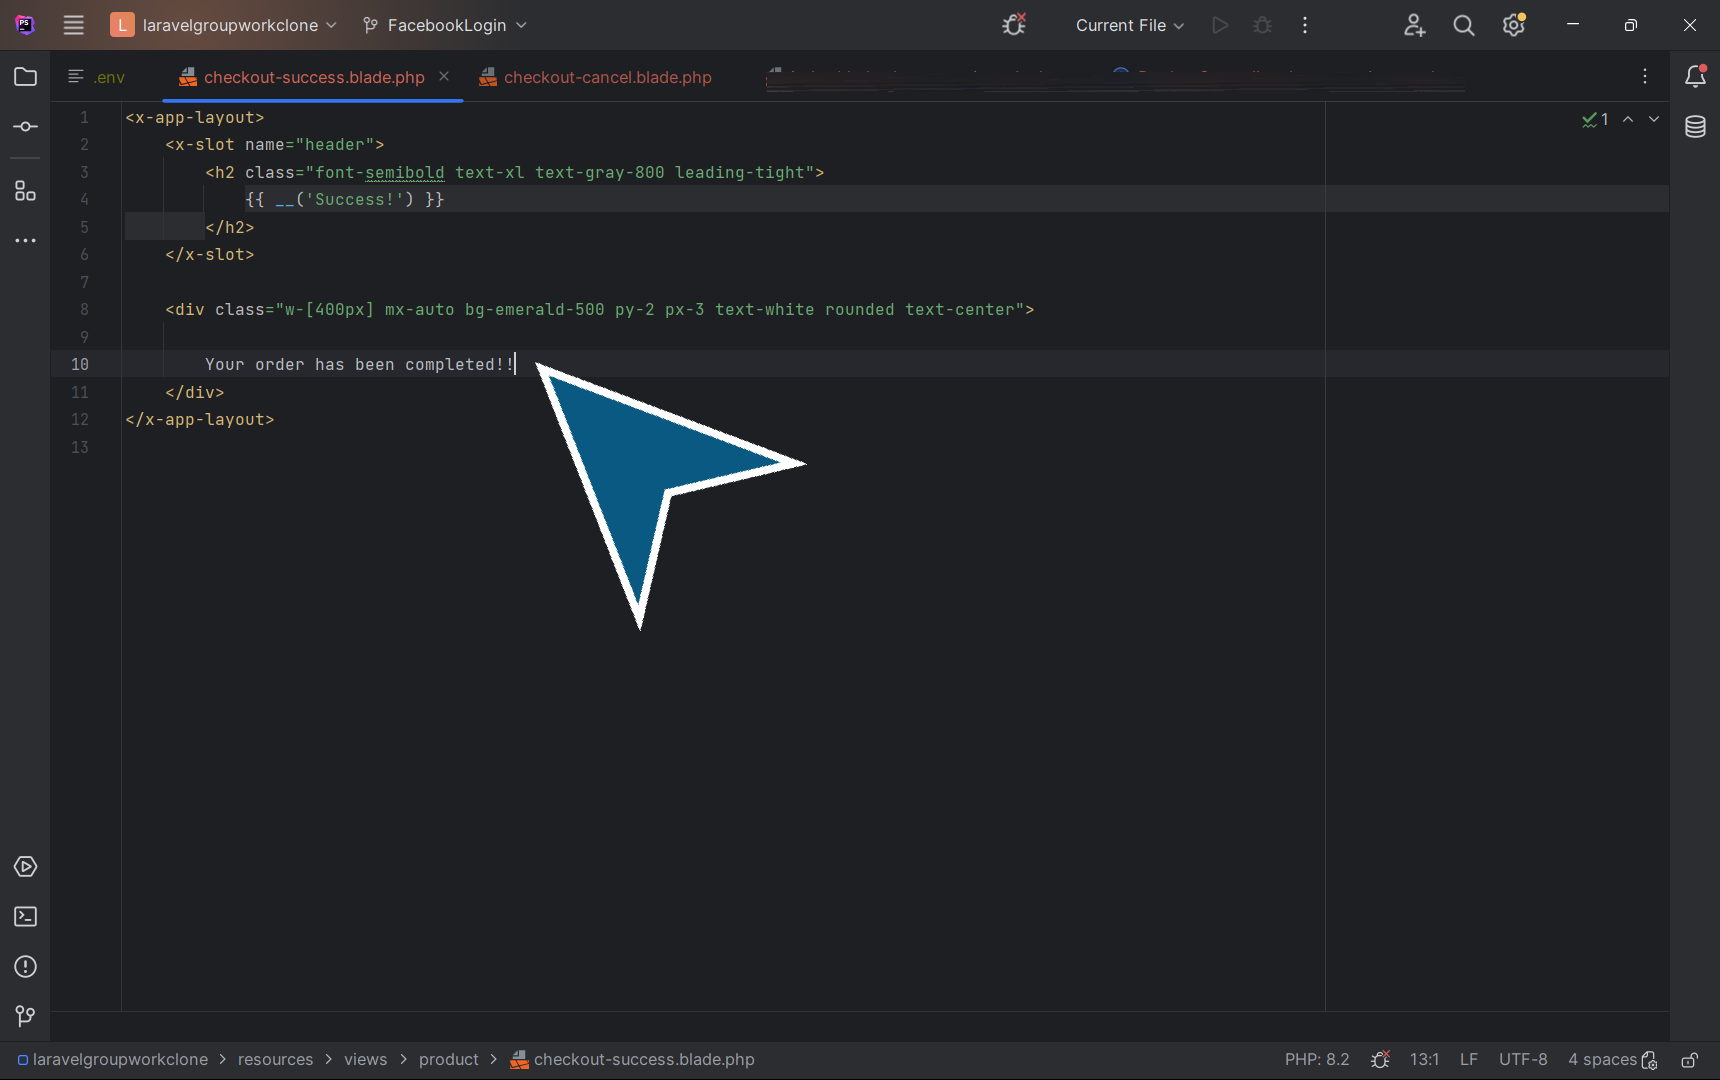 PS L laravelgroupworkclone FacebookLogin Current File
.env checkout-success.blade.php checkout-cancel.blade.php
1 <x-app-layout> 1
2 <x-slot name="header">
3 <h2 class="font-semibold text-xl text-gray-800 leading-tight">
4 {{ __('Success!') }}
5 </h2>
6 </x-slot>
7
8 <div class="w-[400px] mx-auto bg-emerald-500 py-2 px-3 text-white rounded text-center">
9
10 Your order has been completed!!
11 </div>
12 </x-app-layout>
13
laravelgroupworkclone > resources > views > product > checkout-success.blade.php PHP: 8.2 13:1 LF UTF-8 4 spaces